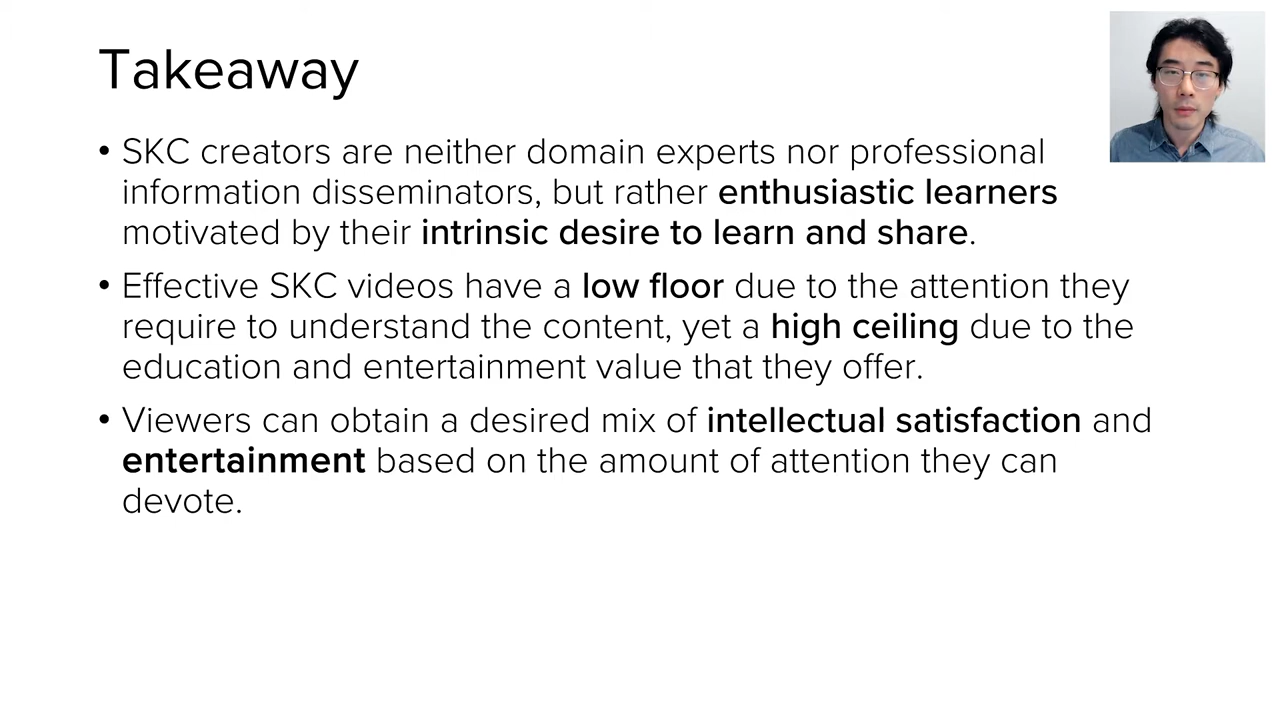 Takeaway
• SKC creators are neither domain experts nor professional
information disseminators, but rather enthusiastic learners
motivated by their intrinsic desire to learn and share.
• Effective SKC videos have a low floor due to the attention they
require to understand the content, yet a high ceiling due to the
education and entertainment value that they offer.
• Viewers can obtain a desired mix of intellectual satisfaction and
entertainment based on the amount of attention they can
devote.